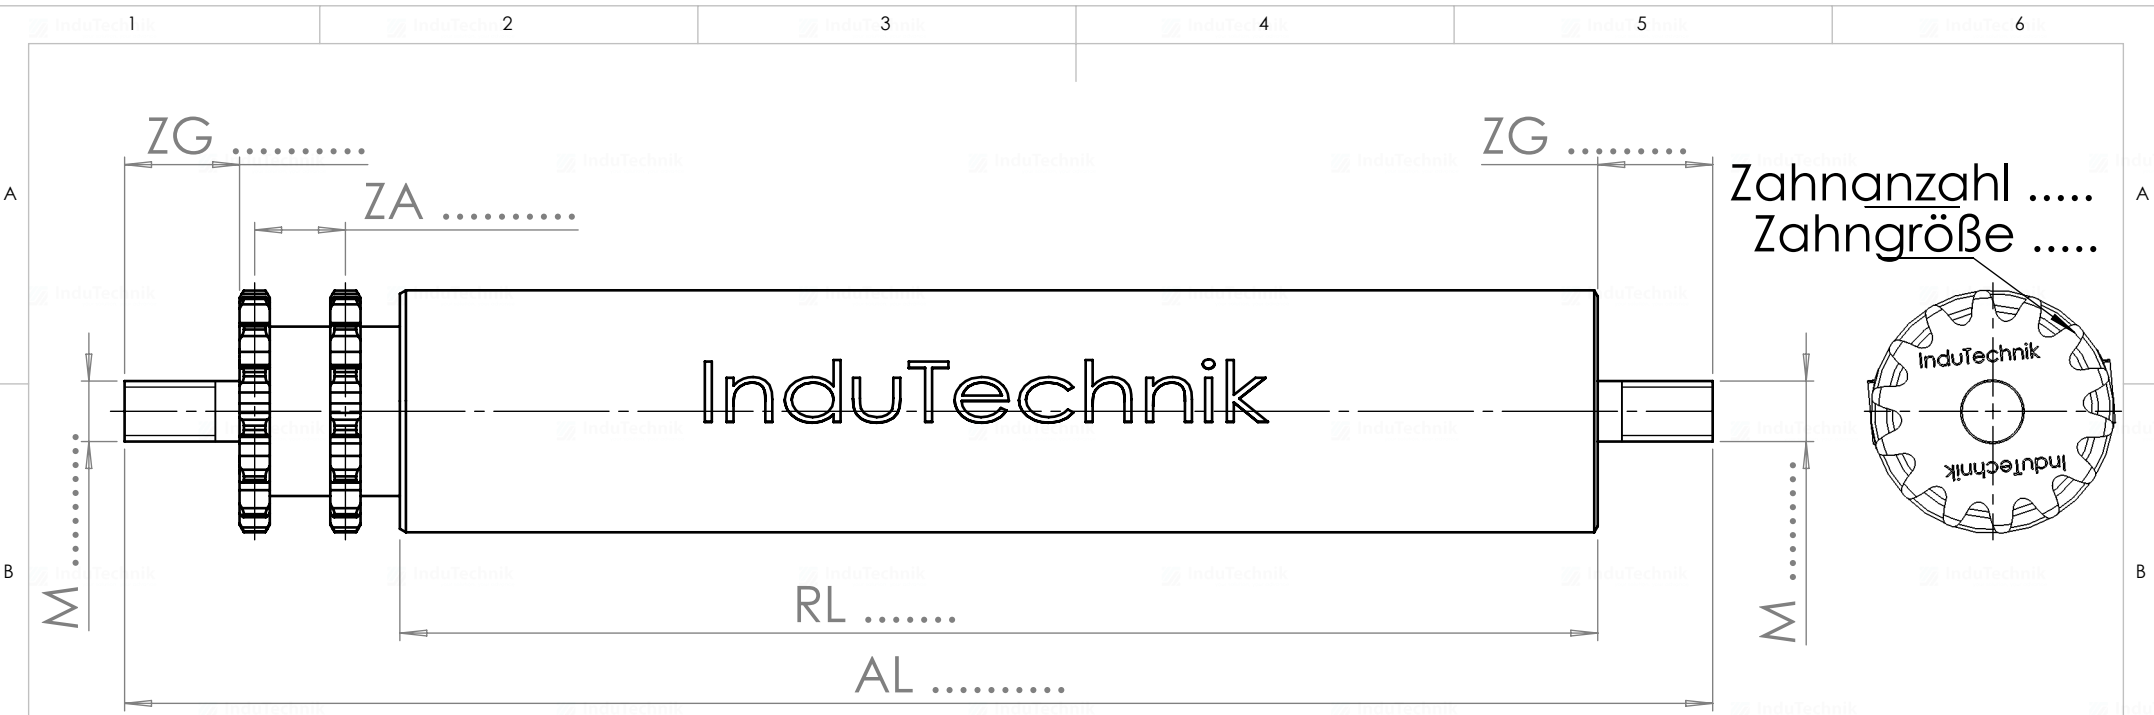 1 2 3 4 5 6
ZG ..........
ZG .........
A
A
Zahnanzahl .....
ZA ..........
Zahngröße .....
InduTechnik
InduTechnik
InduTechnik
B
B
M ..........
RL .......
M ..........
AL ..........